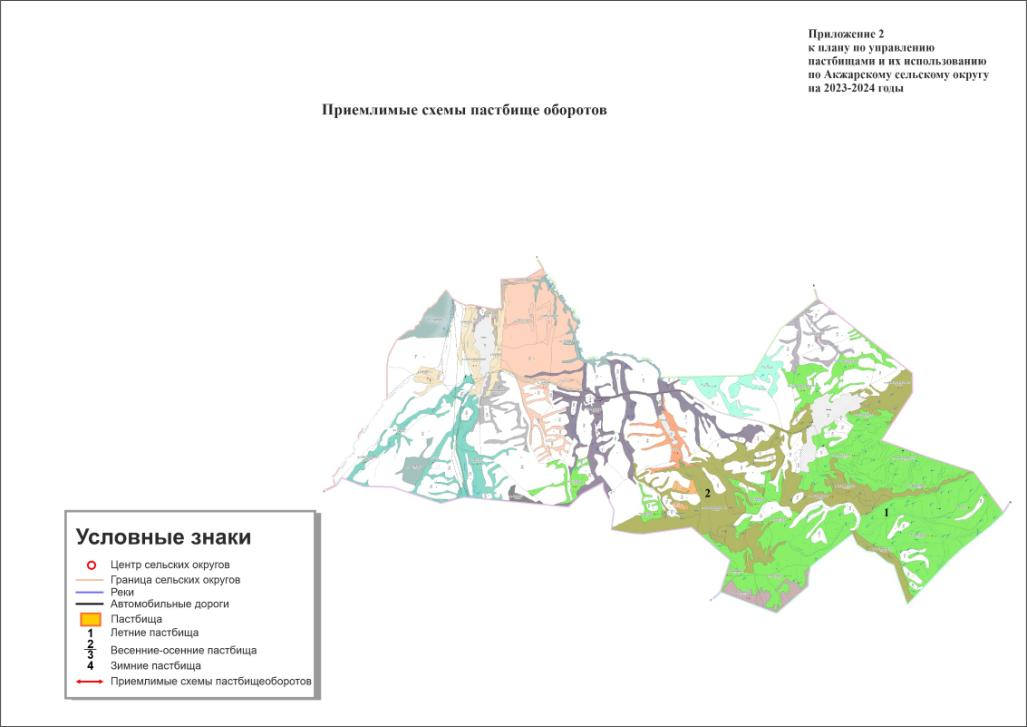 Приложение 2
к плану по управлению
пастбищами и их использованию
по Акжарскому сельскому округу
на 2023-2024 годы
Приемлимые схемы пастбище оборотов
2
1
Условные знаки
Центр сельских округов
Граница сельских округов
Реки
Автомобильные дороги
Пастбища
1 Летние пастбища
2
3 Весенние-осенние пастбища
4 Зимние пастбища
Приемлимые схемы пастбищеоборотов